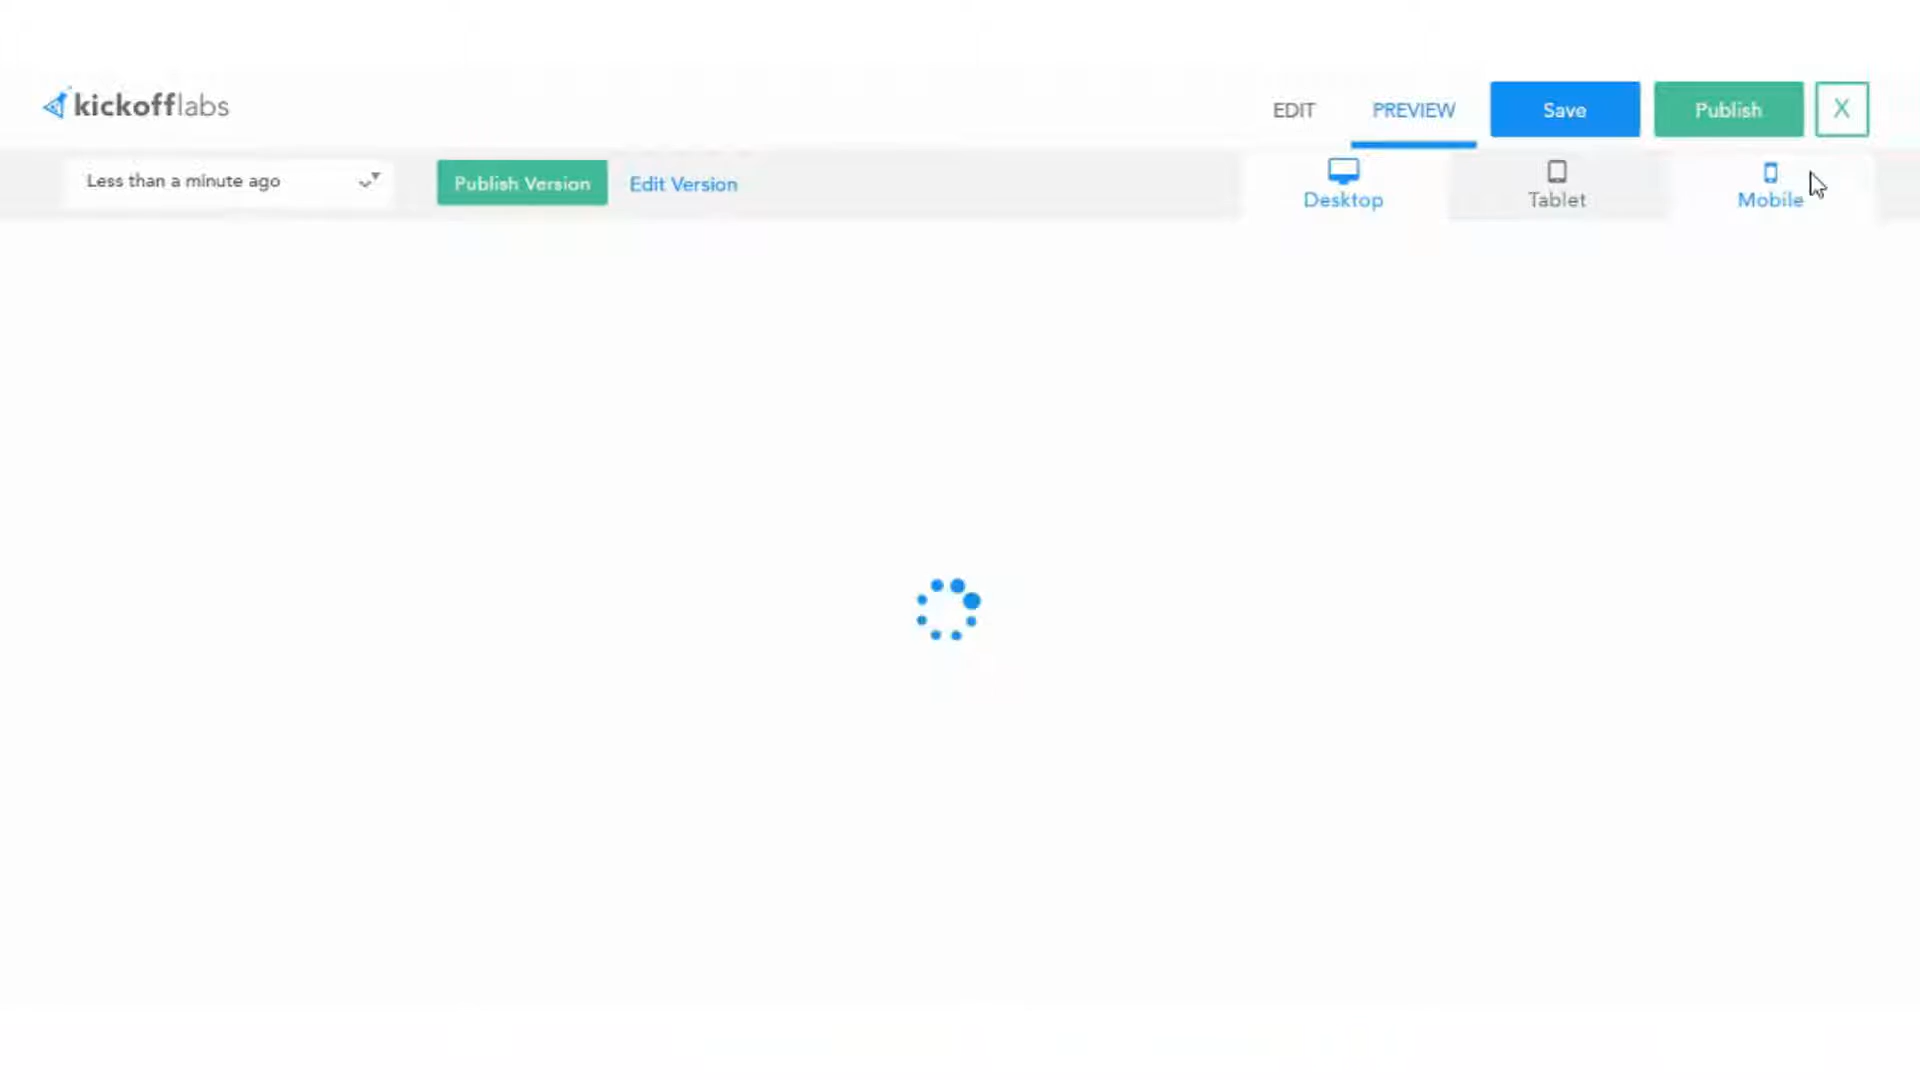 kickofflabs
EDIT
PREVIEW
Save
Publish
X
Less than a minute ago
Publish Version
Edit Version
Desktop
Tablet
Mobile